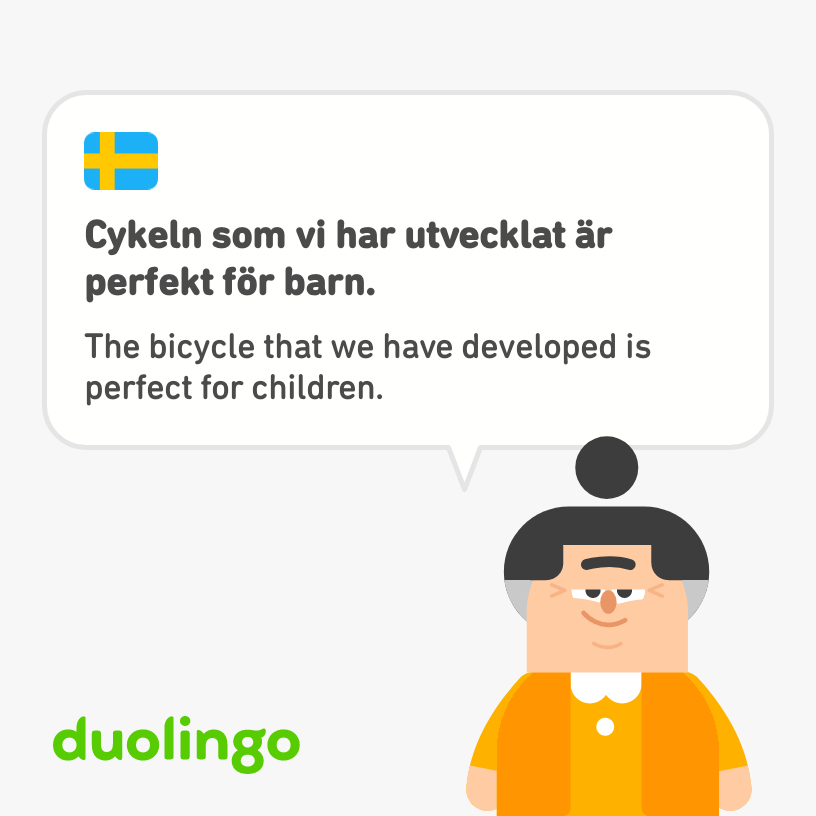 Cykeln som vi har utvecklat är
perfekt för barn.
The bicycle that we have developed is
perfect for children.
duolingo